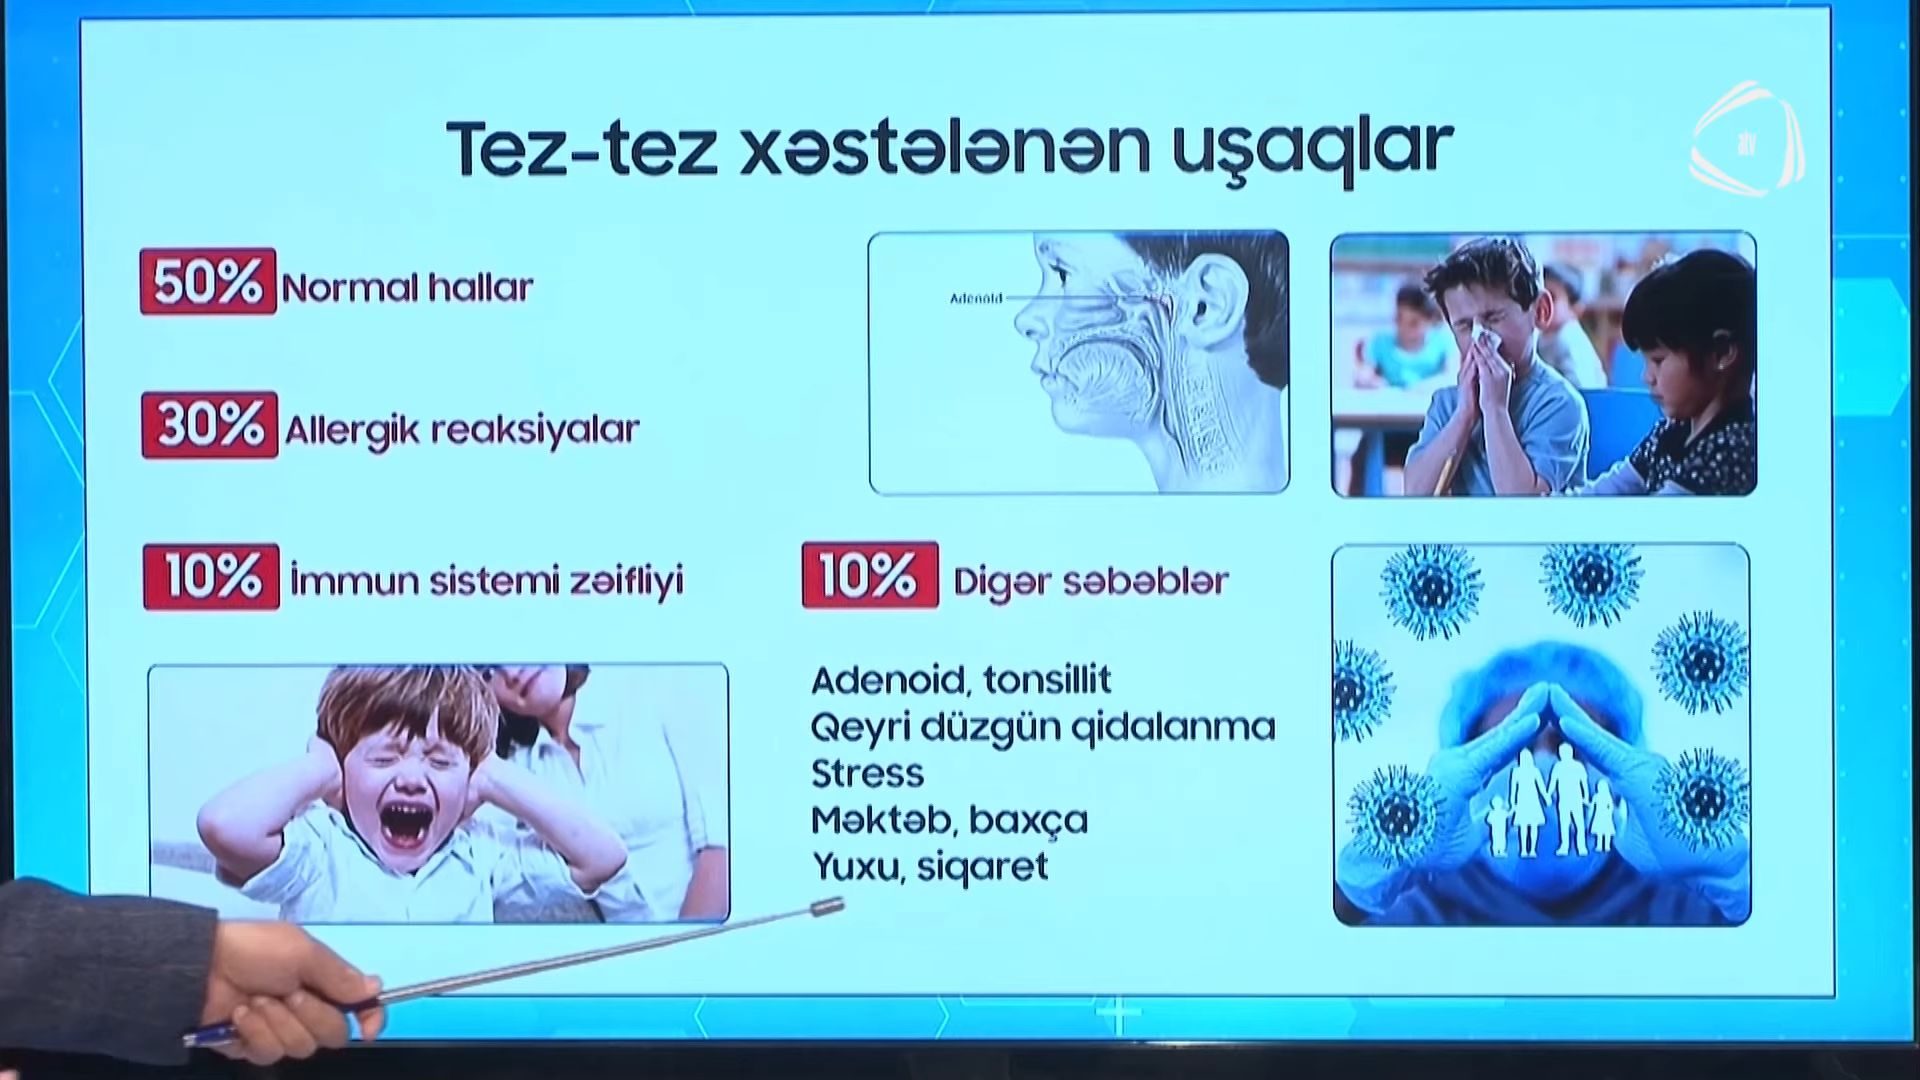 Tez-tez xəstələnən uşaqlar
atv
50% Normal hallar
Adenoid
30% Allergik reaksiyalar
10% İmmun sistemi zəifliyi
10% Digər səbəblər
Adenoid, tonsillit
Qeyri düzgün qidalanma
Stress
Məktəb, baxça
Yuxu, siqaret